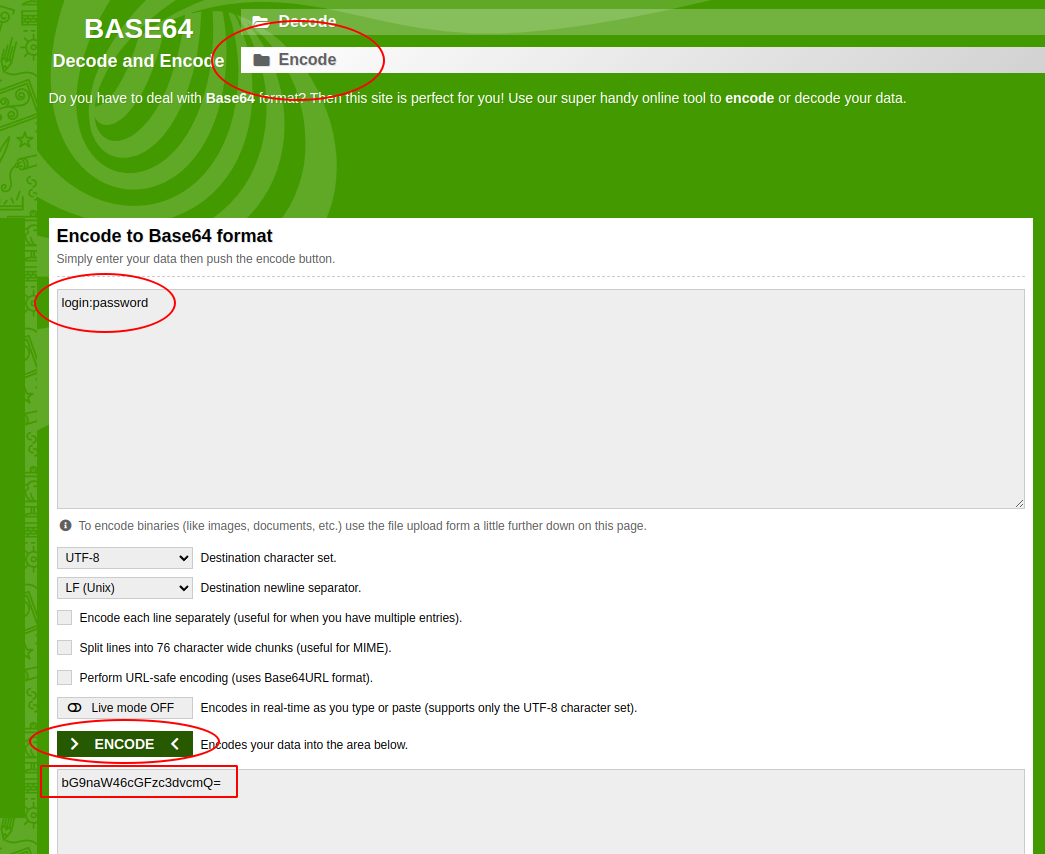 BASE64
Decode and Encode
Decode
Encode
Do you have to deal with Base64 format? Then this site is perfect for you! Use our super handy online tool to encode or decode your data.
Encode to Base64 format
Simply enter your data then push the encode button.
login:password
To encode binaries (like images, documents, etc.) use the file upload form a little further down on this page.
UTF-8 Destination character set.
LF (Unix) Destination newline separator.
Encode each line separately (useful for when you have multiple entries).
Split lines into 76 character wide chunks (useful for MIME).
Perform URL-safe encoding (uses Base64URL format).
Live mode OFF Encodes in real-time as you type or paste (supports only the UTF-8 character set).
> ENCODE < Encodes your data into the area below.
bG9naW46cGFzc3dvcmQ=